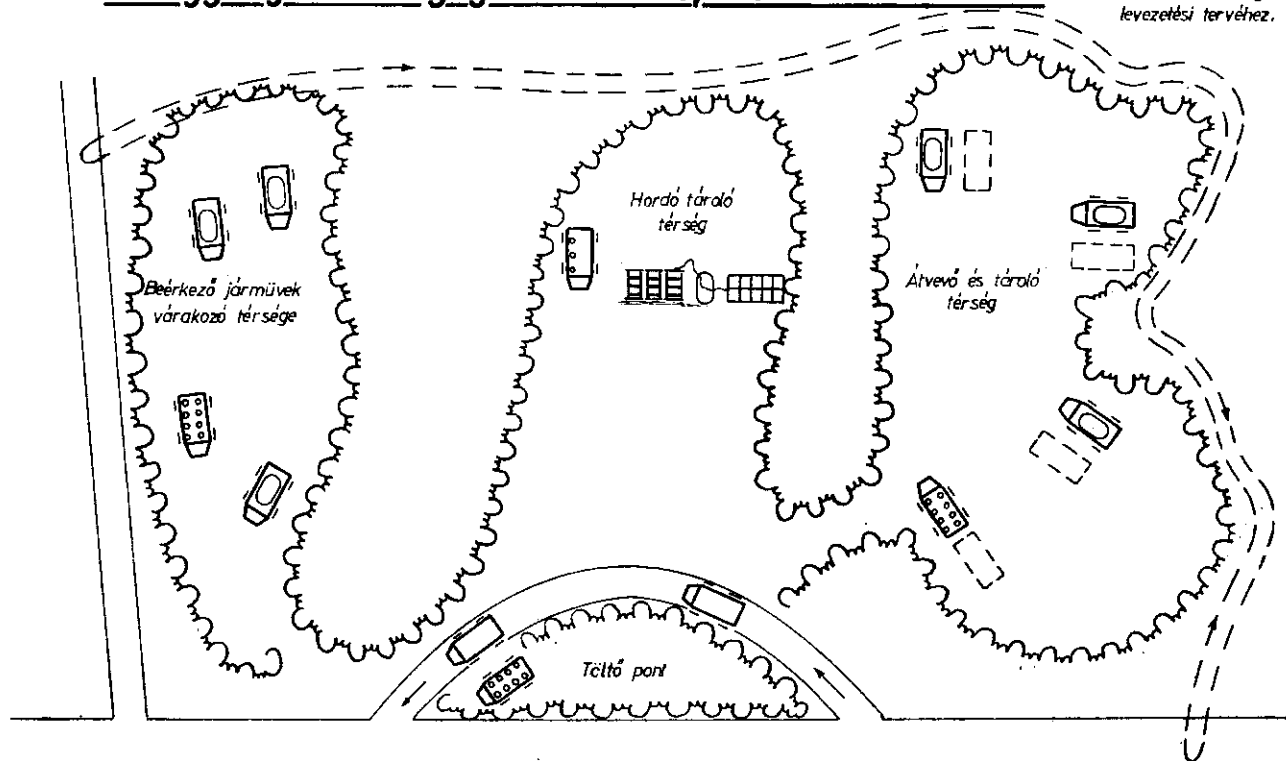 levezetési tervéhez.
Hordó tároló
térség
Beérkező járművek
várakozó térsége
Átvevő és tároló
térség
Töltő pont